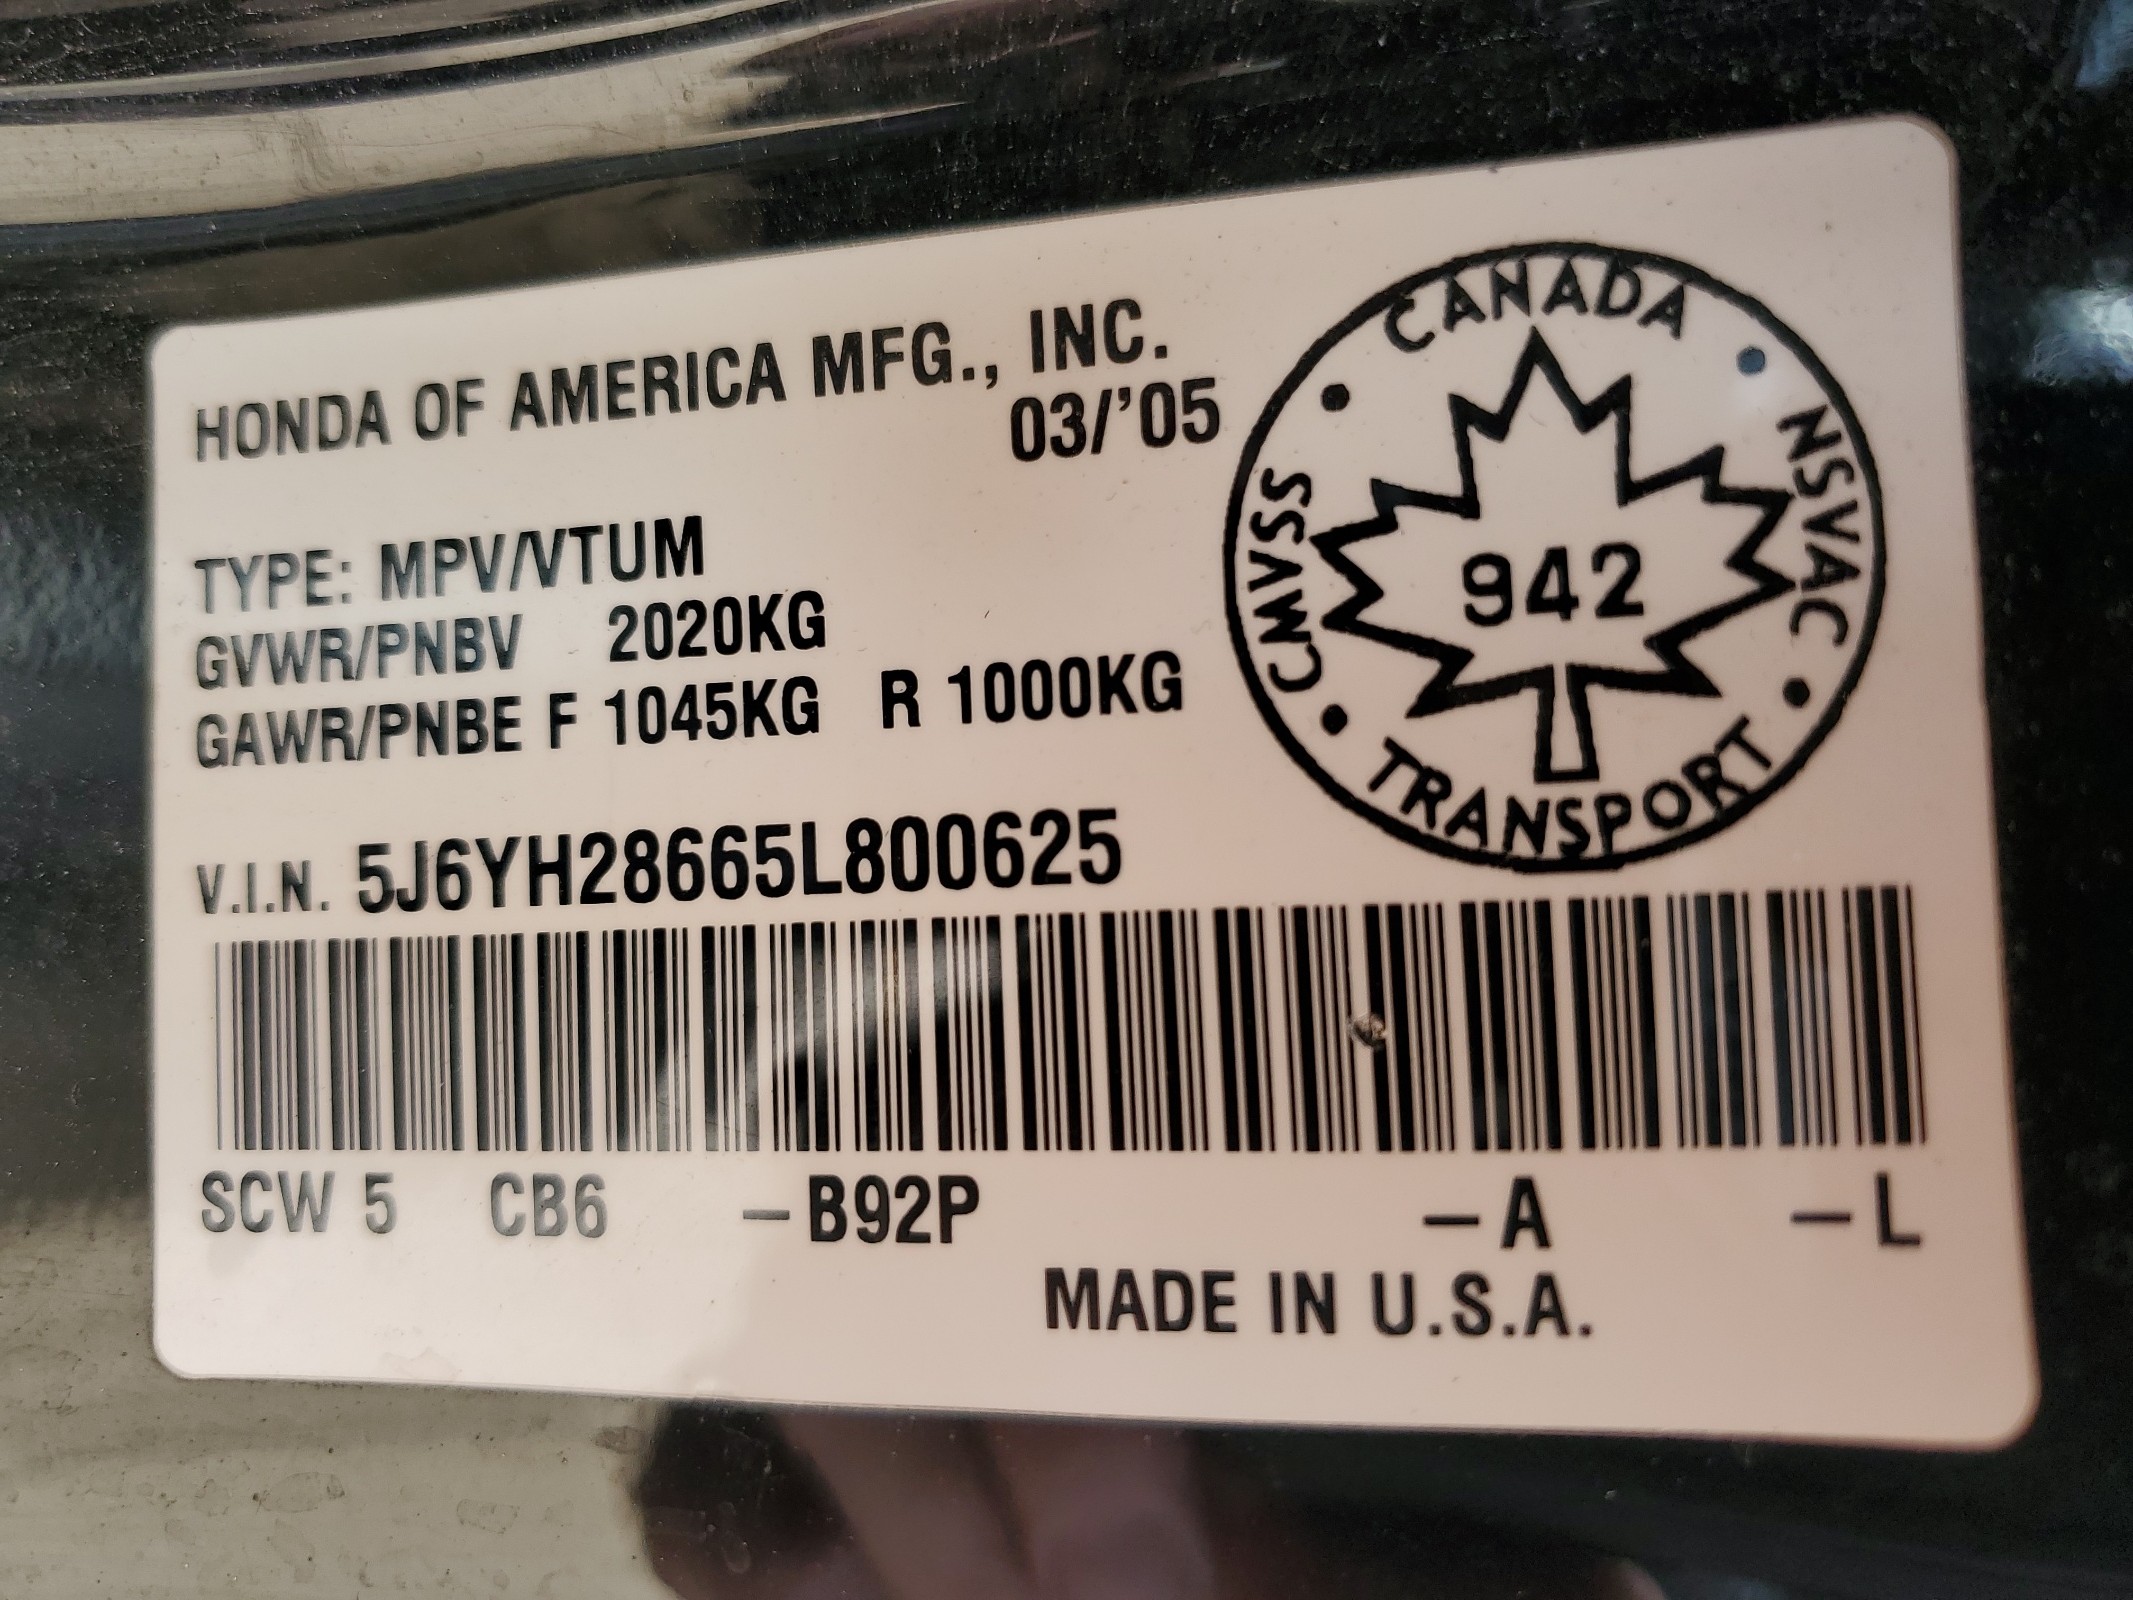 HONDA OF AMERICA MFG., INC.
03/'05
TYPE: MPV/VTUM
GVWR/PNBV 2020KG
GAWR/PNBE F 1045KG R 1000KG
V.I.N. 5J6YH28665L800625
CANADA
NSVAC
TRANSPORT
CMVSS
942
SCW 5 CB6 –B92P –A –L
MADE IN U.S.A.